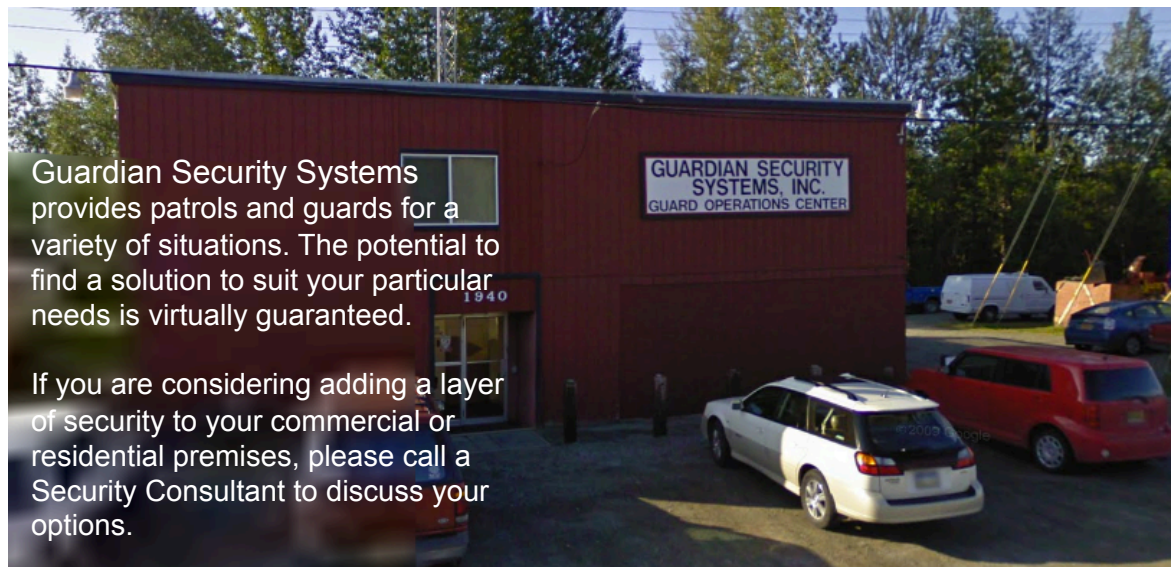 Guardian Security Systems
provides patrols and guards for a
variety of situations. The potential to
find a solution to suit your particular
needs is virtually guaranteed.
If you are considering adding a layer
of security to your commercial or
residential premises, please call a
Security Consultant to discuss your
options.
GUARDIAN SECURITY
SYSTEMS, INC.
GUARD OPERATIONS CENTER
1940
©2009 Google